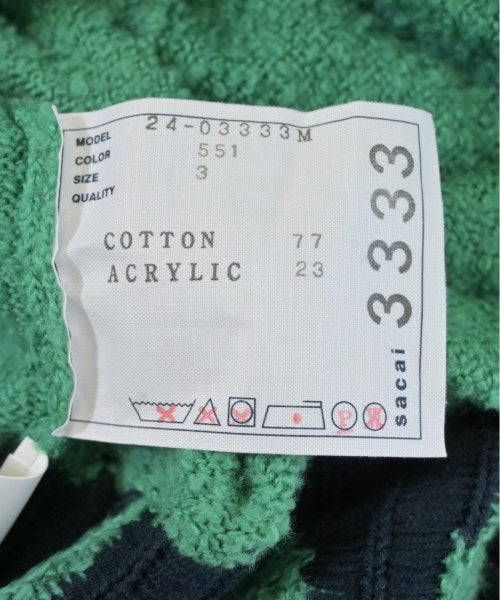 MODEL 24-03333M
COLOR 551
SIZE 3
QUALITY
COTTON 77
ACRYLIC 23
P W
sacai 3333